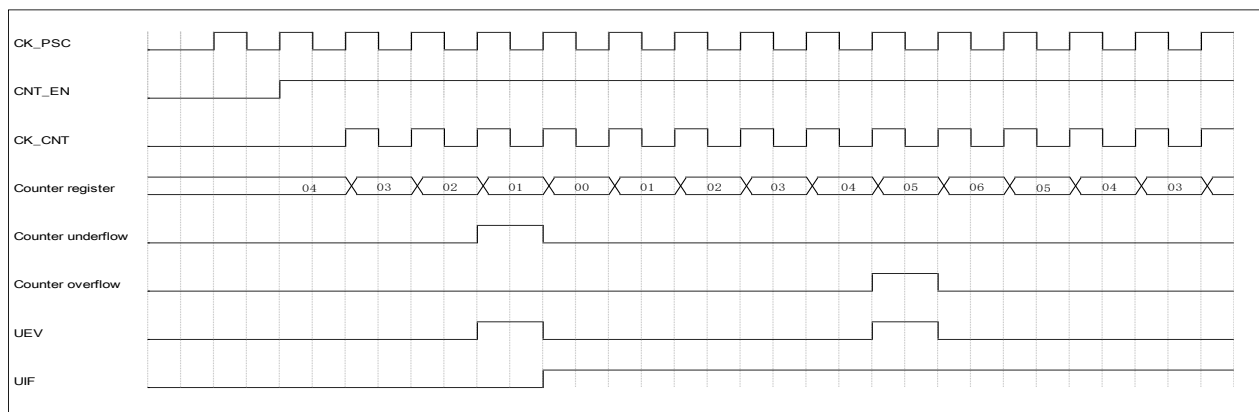 CK_PSC
CNT_EN
CK_CNT
Counter register 04 03 02 01 00 01 02 03 04 05 06 05 04 03
Counter underflow
Counter overflow
UEV
UIF